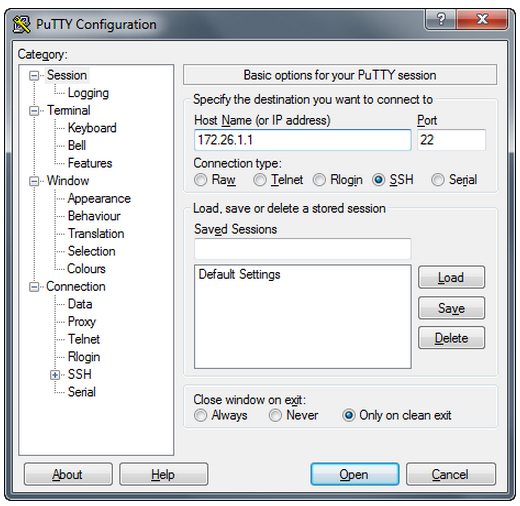 PuTTY Configuration
?
Category:
Session
Logging
Terminal
Keyboard
Bell
Features
Window
Appearance
Behaviour
Translation
Selection
Colours
Connection
Data
Proxy
Telnet
Rlogin
SSH
Serial
Basic options for your PuTTY session
Specify the destination you want to connect to
Host Name (or IP address) Port
172.26.1.1 22
Connection type:
Raw Telnet Rlogin SSH Serial
Load, save or delete a stored session
Saved Sessions
Default Settings
Load
Save
Delete
Close window on exit:
Always Never Only on clean exit
About Help Open Cancel